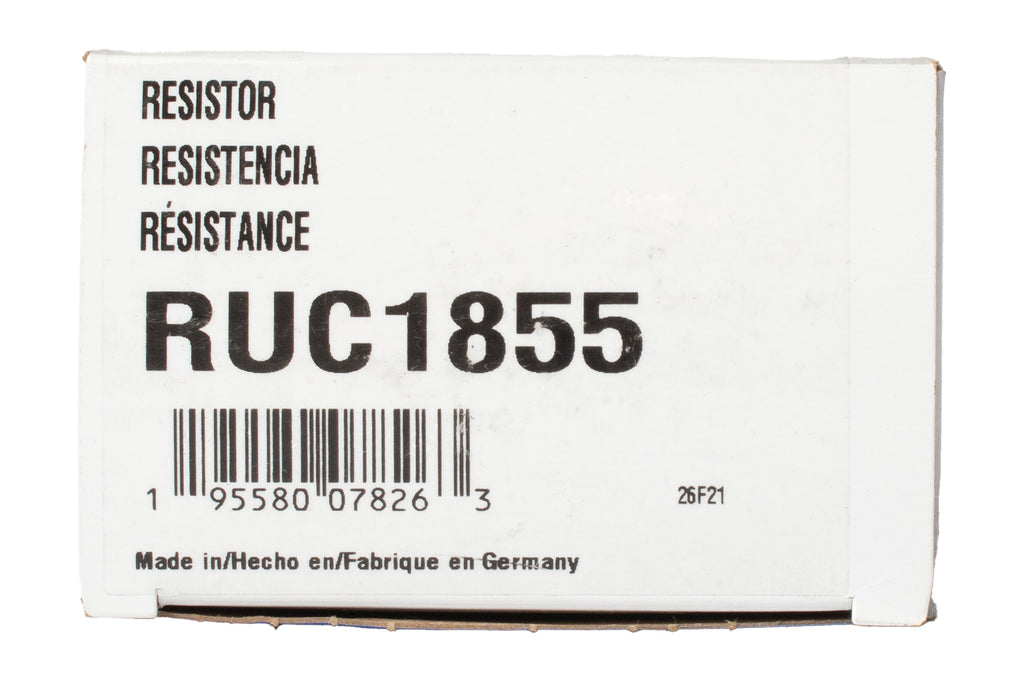 RESISTOR
RESISTENCIA
RÉSISTANCE
RUC1855
1 95580 07826 3
26F21
Made in/Hecho en/Fabrique en Germany